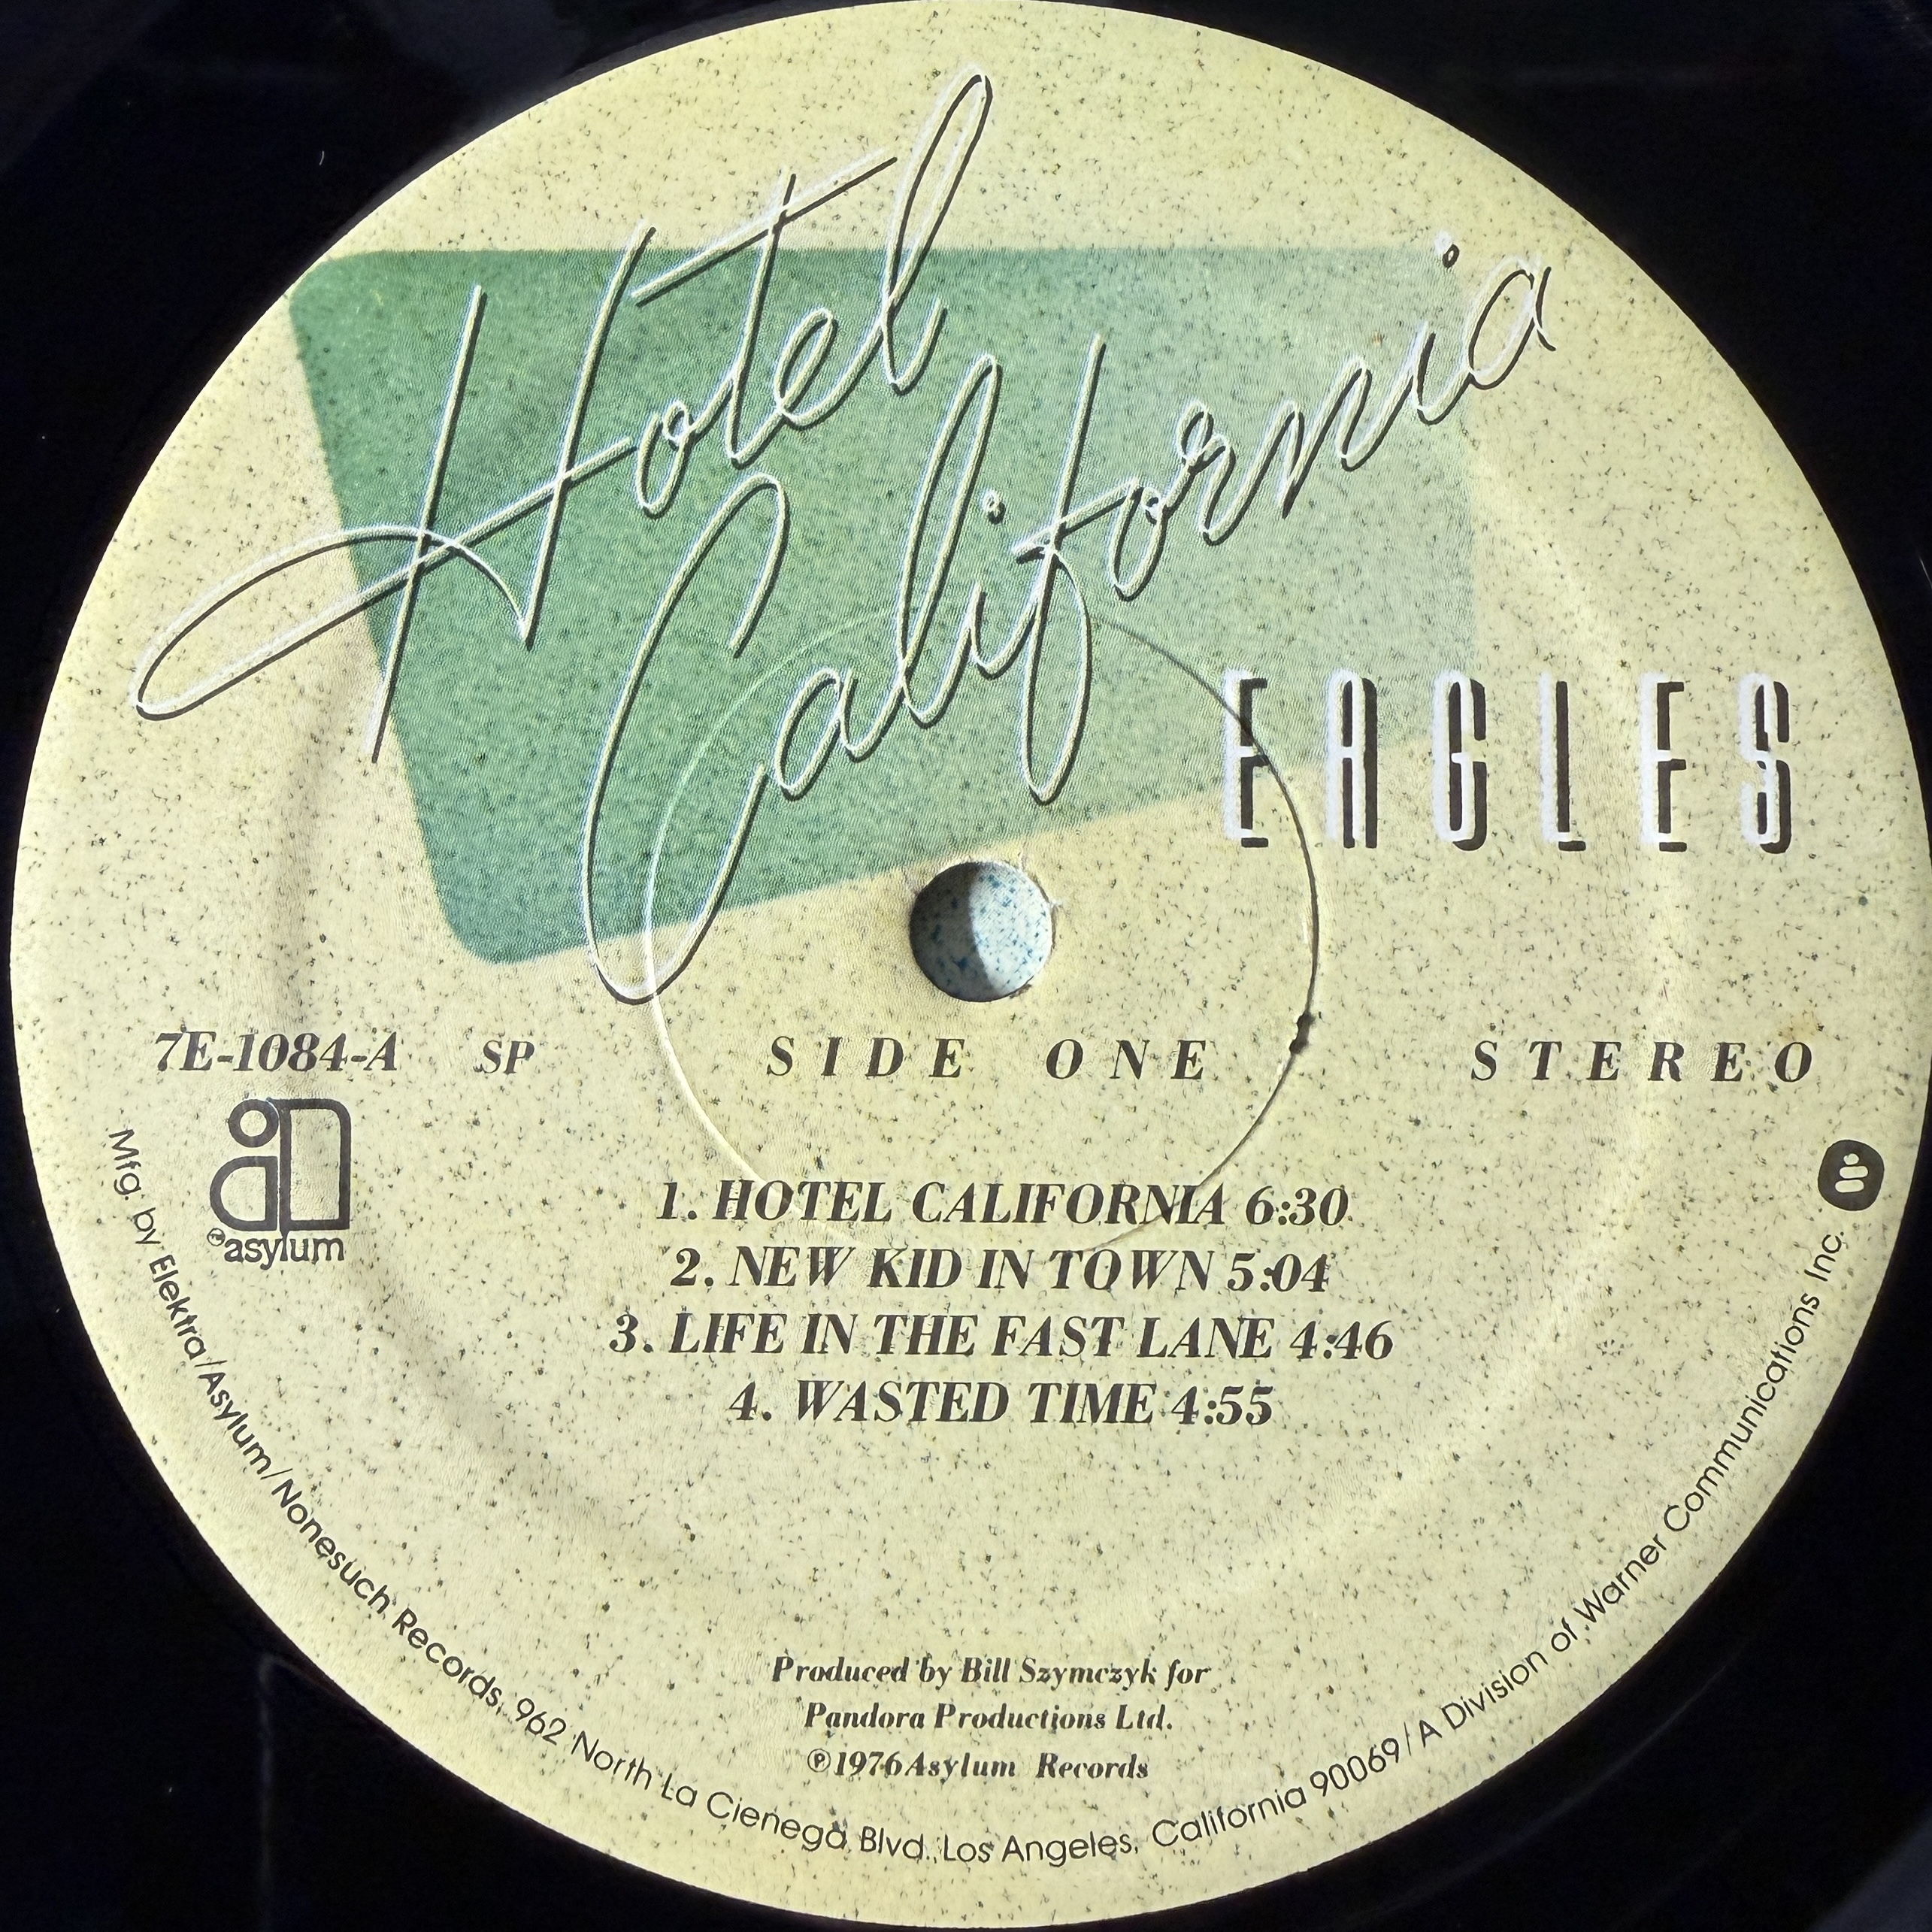 Hotel
California
EAGLES
7E-1084-A SP SIDE ONE STEREO
asylum
1. HOTEL CALIFORNIA 6:30
2. NEW KID IN TOWN 5:04
3. LIFE IN THE FAST LANE 4:46
4. WASTED TIME 4:55
Produced by Bill Szymczyk for
Pandora Productions Ltd.
℗1976 Asylum Records
Mfg. by Elektra/Asylum/Nonesuch Records, 962 North La Cienega Blvd., Los Angeles, California 90069/A Division of Warner Communications Inc.